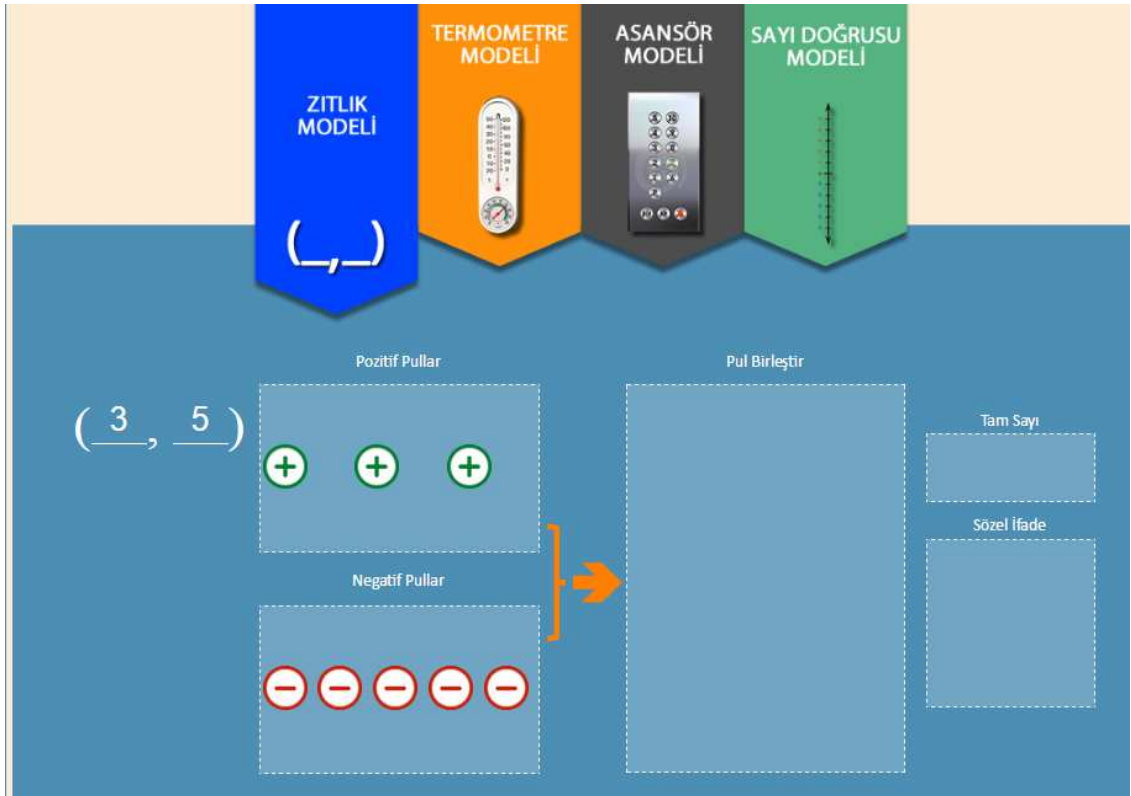 ZITLIK
MODELİ
(_,_)
TERMOMETRE
MODELİ
ASANSÖR
MODELİ
SAYI DOĞRUSU
MODELİ
Pozitif Pullar
Pul Birleştir
(3, 5)
+ + +
Tam Sayı
Sözel İfade
Negatif Pullar
− − − − −